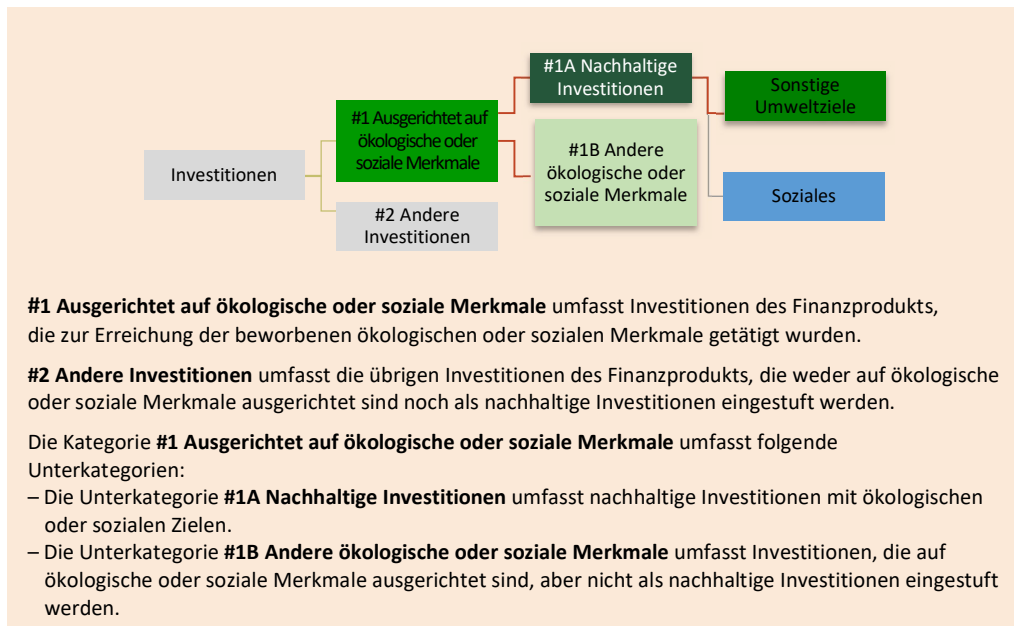 #1A Nachhaltige
Investitionen
Sonstige
Umweltziele
#1 Ausgerichtet auf
ökologische oder
soziale Merkmale
#1B Andere
ökologische oder
soziale Merkmale
Investitionen
Soziales
#2 Andere
Investitionen
#1 Ausgerichtet auf ökologische oder soziale Merkmale umfasst Investitionen des Finanzprodukts,
die zur Erreichung der beworbenen ökologischen oder sozialen Merkmale getätigt wurden.
#2 Andere Investitionen umfasst die übrigen Investitionen des Finanzprodukts, die weder auf ökologische
oder soziale Merkmale ausgerichtet sind noch als nachhaltige Investitionen eingestuft werden.
Die Kategorie #1 Ausgerichtet auf ökologische oder soziale Merkmale umfasst folgende
Unterkategorien:
– Die Unterkategorie #1A Nachhaltige Investitionen umfasst nachhaltige Investitionen mit ökologischen
oder sozialen Zielen.
– Die Unterkategorie #1B Andere ökologische oder soziale Merkmale umfasst Investitionen, die auf
ökologische oder soziale Merkmale ausgerichtet sind, aber nicht als nachhaltige Investitionen eingestuft
werden.